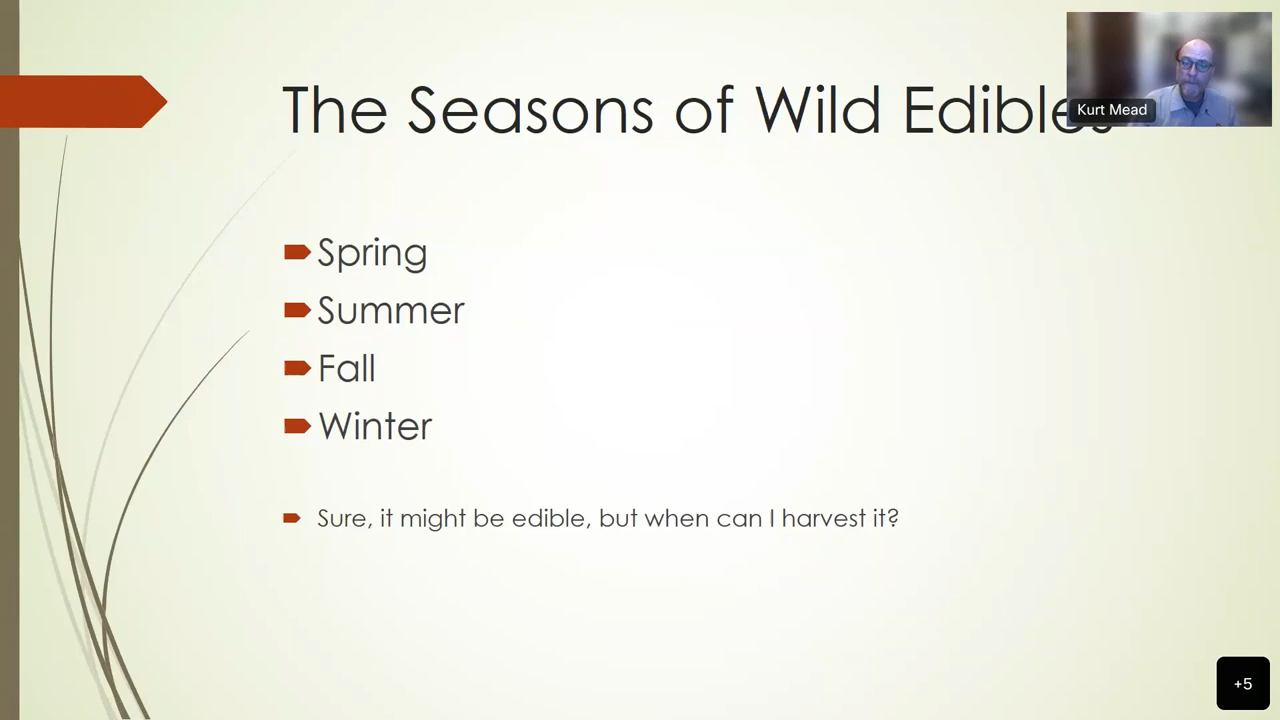 The Seasons of Wild Edibles
Kurt Mead
Spring
Summer
Fall
Winter
Sure, it might be edible, but when can I harvest it?
+5